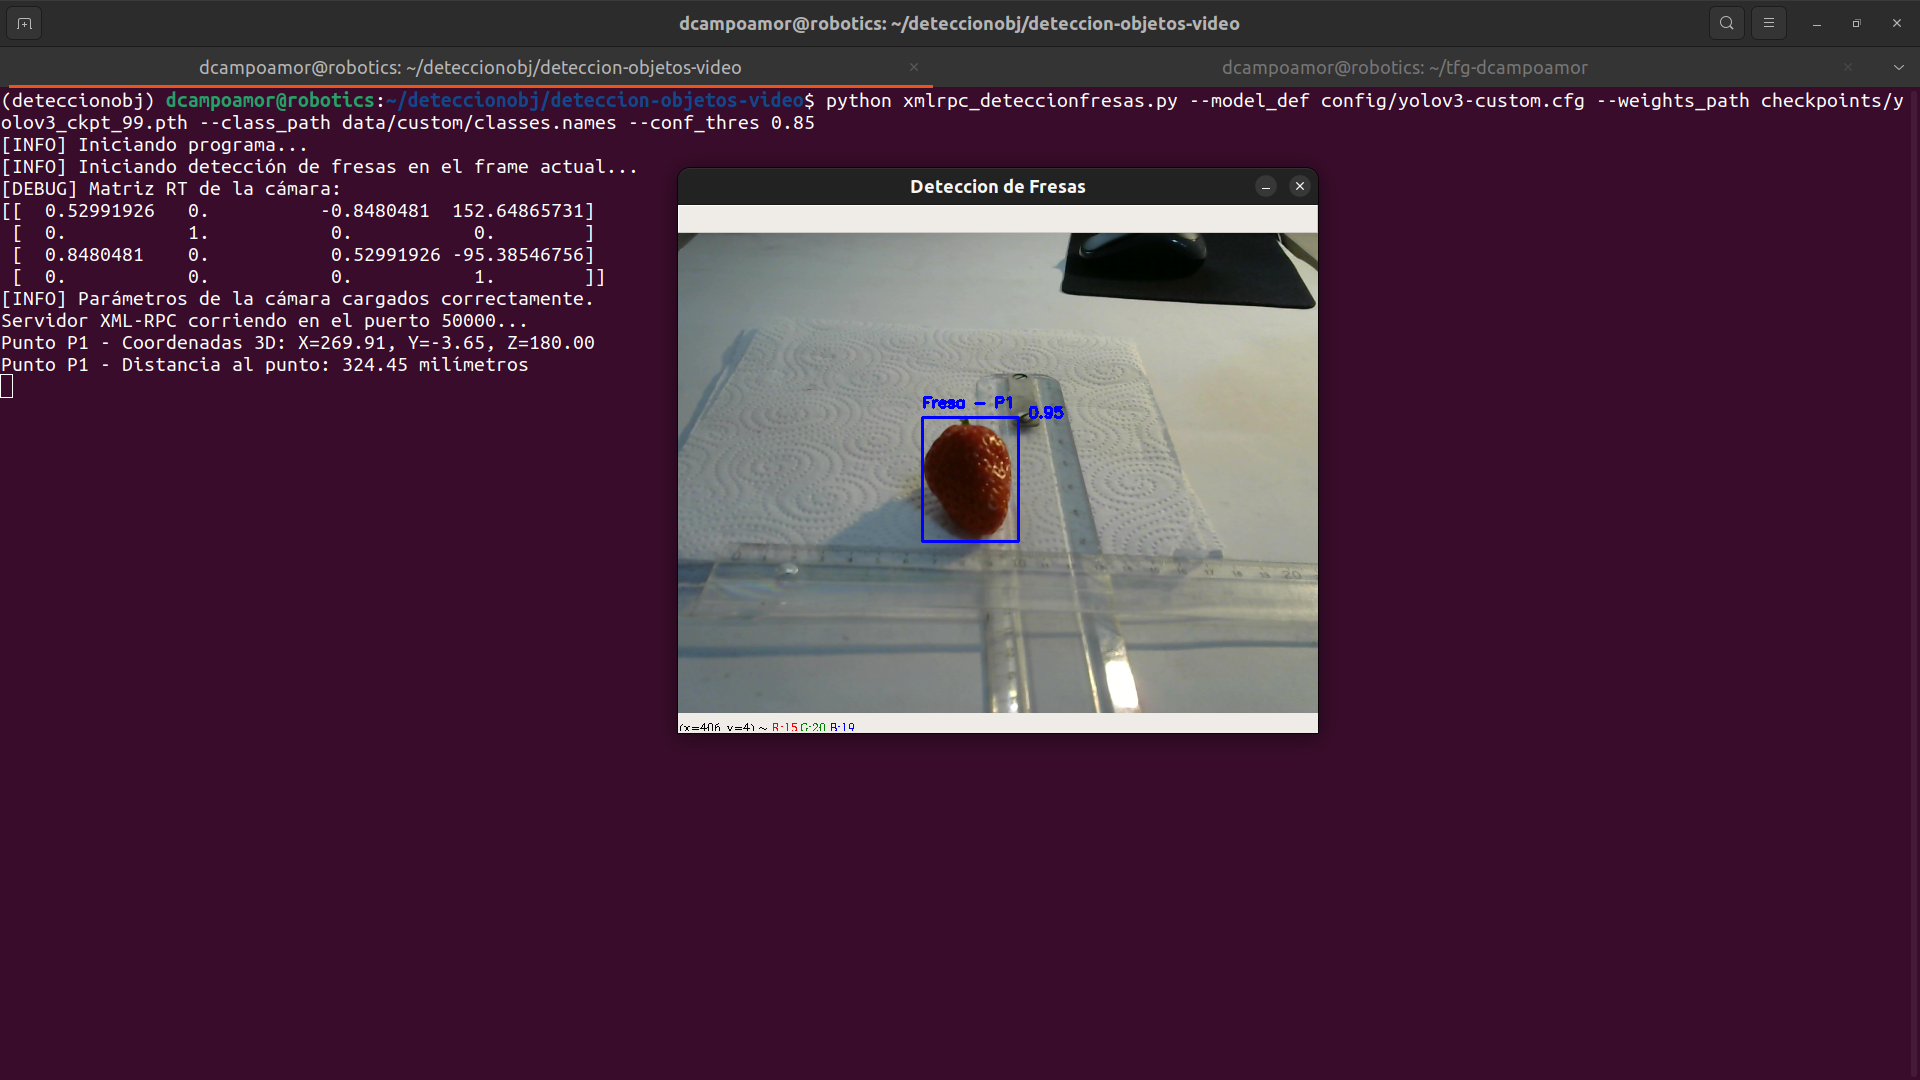 dcampoamor@robotics: ~/deteccionobj/deteccion-objetos-video
dcampoamor@robotics: ~/deteccionobj/deteccion-objetos-video
dcampoamor@robotics: ~/tfg-dcampoamor
(deteccionobj) dcampoamor@robotics:~/deteccionobj/deteccion-objetos-video$ python xmlrpc_deteccionfresas.py --model_def config/yolov3-custom.cfg --weights_path checkpoints/y
olov3_ckpt_99.pth --class_path data/custom/classes.names --conf_thres 0.85
[INFO] Iniciando programa...
[INFO] Iniciando detección de fresas en el frame actual...
[DEBUG] Matriz RT de la cámara:
[[  0.52991926   0.          -0.8480481  152.64865731]
[  0.           1.           0.           0.        ]
[  0.8480481    0.           0.52991926 -95.38546756]
[  0.           0.           0.           1.        ]]
[INFO] Parámetros de la cámara cargados correctamente.
Servidor XML-RPC corriendo en el puerto 50000...
Punto P1 - Coordenadas 3D: X=269.91, Y=-3.65, Z=180.00
Punto P1 - Distancia al punto: 324.45 milímetros
Deteccion de Fresas
Fresa - P1
0.95
10
20
(x=406, y=4) ~ R:15 G:20 B:19